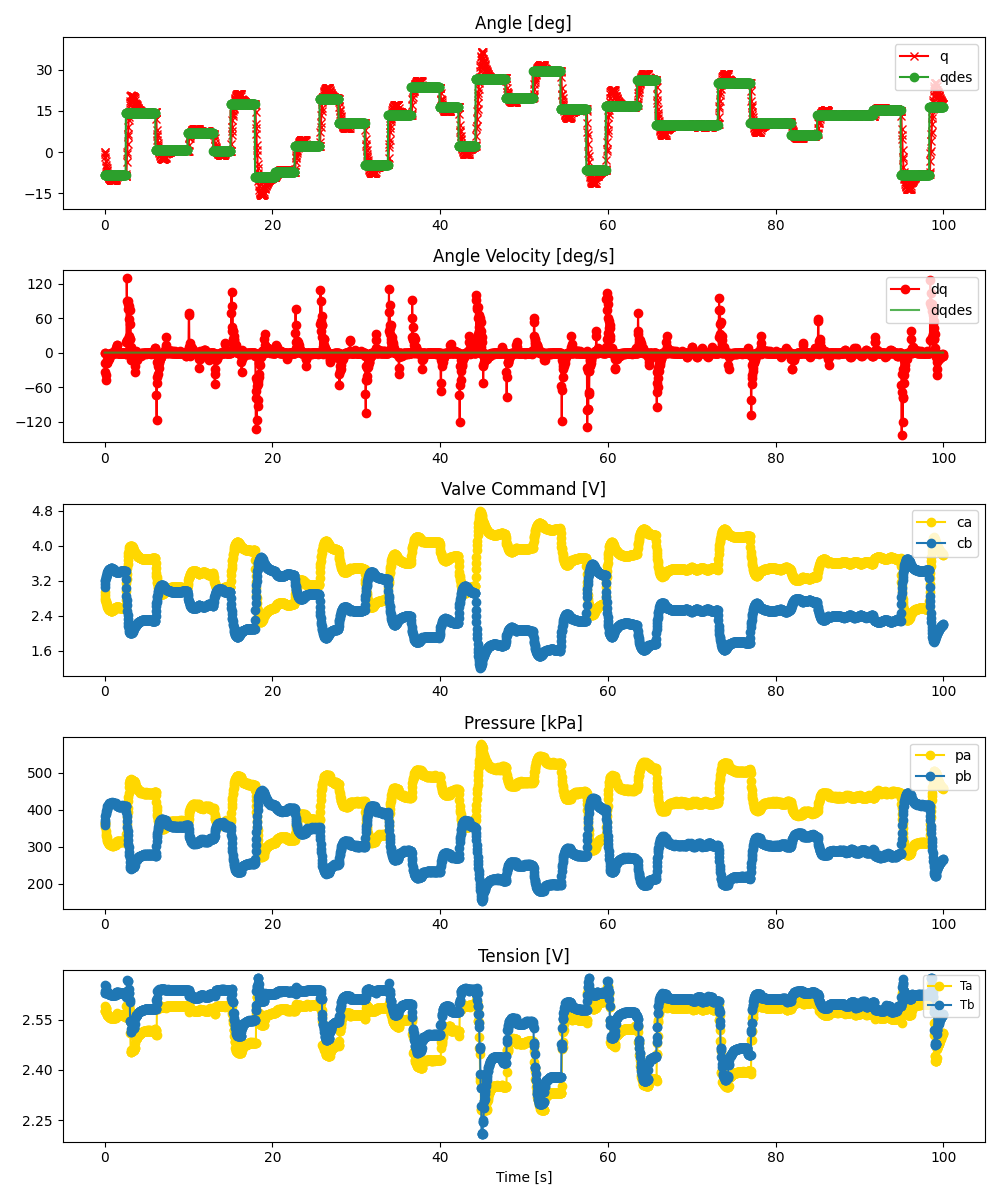 Angle [deg]
30
15
0
−15
q
qdes
0 20 40 60 80 100
Angle Velocity [deg/s]
120
60
0
−60
−120
dq
dqdes
0 20 40 60 80 100
Valve Command [V]
4.8
4.0
3.2
2.4
1.6
ca
cb
0 20 40 60 80 100
Pressure [kPa]
500
400
300
200
pa
pb
0 20 40 60 80 100
Tension [V]
2.55
2.40
2.25
Ta
Tb
0 20 40 60 80 100
Time [s]